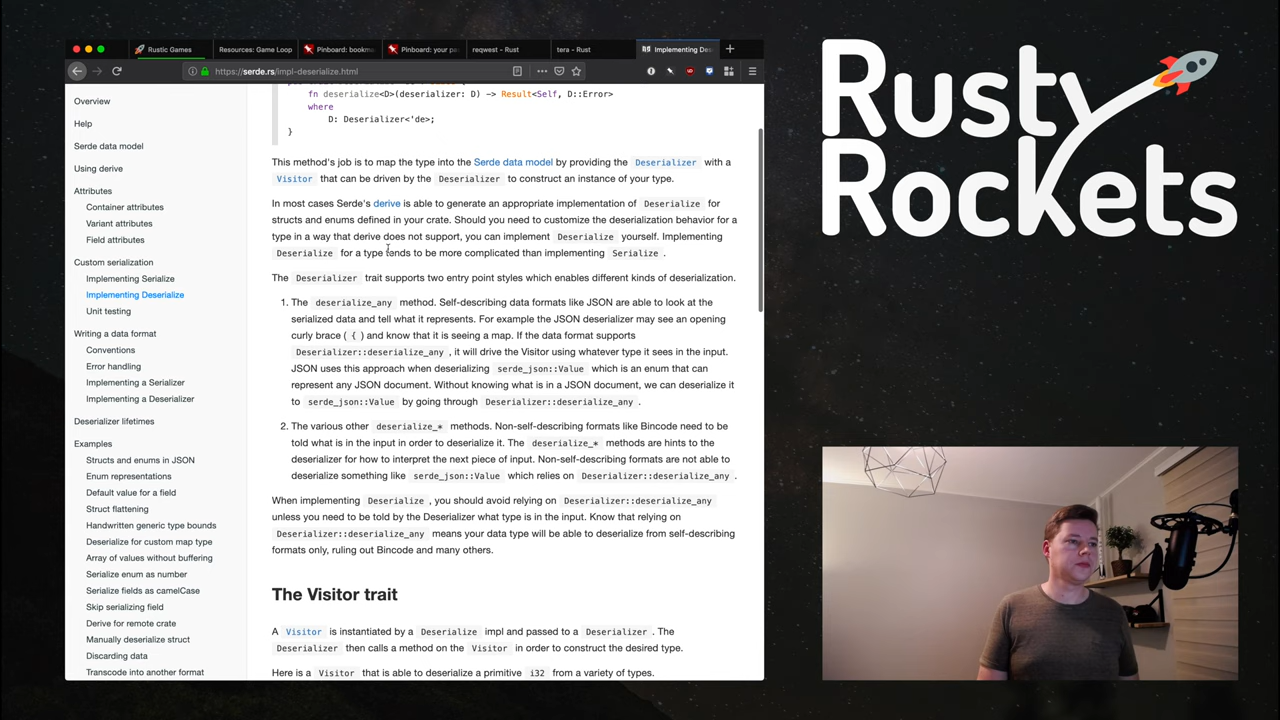 Rustic Games
Resources: Game Loop
Pinboard: bookm
Pinboard: your pa
reqwest - Rust
tera - Rust
Implementing Des
https://serde.rs/impl-deserialize.html
Overview
Help
Serde data model
Using derive
Attributes
Container attributes
Variant attributes
Field attributes
Custom serialization
Implementing Serialize
Implementing Deserialize
Unit testing
Writing a data format
Conventions
Error handling
Implementing a Serializer
Implementing a Deserializer
Deserializer lifetimes
Examples
Structs and enums in JSON
Enum representations
Default value for a field
Struct flattening
Handwritten generic type bounds
Deserialize for custom map type
Array of values without buffering
Serialize enum as number
Serialize fields as camelCase
Skip serializing field
Derive for remote crate
Manually deserialize struct
Discarding data
Transcode into another format
fn deserialize<D>(deserializer: D) -> Result<Self, D::Error>
where
D: Deserializer<'de>;
}
This method's job is to map the type into the Serde data model by providing the Deserializer with a
Visitor that can be driven by the Deserializer to construct an instance of your type.
In most cases Serde's derive is able to generate an appropriate implementation of Deserialize for
structs and enums defined in your crate. Should you need to customize the deserialization behavior for a
type in a way that derive does not support, you can implement Deserialize yourself. Implementing
Deserialize for a type tends to be more complicated than implementing Serialize .
The Deserializer trait supports two entry point styles which enables different kinds of deserialization.
1. The deserialize_any method. Self-describing data formats like JSON are able to look at the
serialized data and tell what it represents. For example the JSON deserializer may see an opening
curly brace ( { ) and know that it is seeing a map. If the data format supports
Deserializer::deserialize_any , it will drive the Visitor using whatever type it sees in the input.
JSON uses this approach when deserializing serde_json::Value which is an enum that can
represent any JSON document. Without knowing what is in a JSON document, we can deserialize it
to serde_json::Value by going through Deserializer::deserialize_any .
2. The various other deserialize_* methods. Non-self-describing formats like Bincode need to be
told what is in the input in order to deserialize it. The deserialize_* methods are hints to the
deserializer for how to interpret the next piece of input. Non-self-describing formats are not able to
deserialize something like serde_json::Value which relies on Deserializer::deserialize_any .
When implementing Deserialize , you should avoid relying on Deserializer::deserialize_any
unless you need to be told by the Deserializer what type is in the input. Know that relying on
Deserializer::deserialize_any means your data type will be able to deserialize from self-describing
formats only, ruling out Bincode and many others.
The Visitor trait
A Visitor is instantiated by a Deserialize impl and passed to a Deserializer . The
Deserializer then calls a method on the Visitor in order to construct the desired type.
Here is a Visitor that is able to deserialize a primitive i32 from a variety of types.
Rusty
Rockets